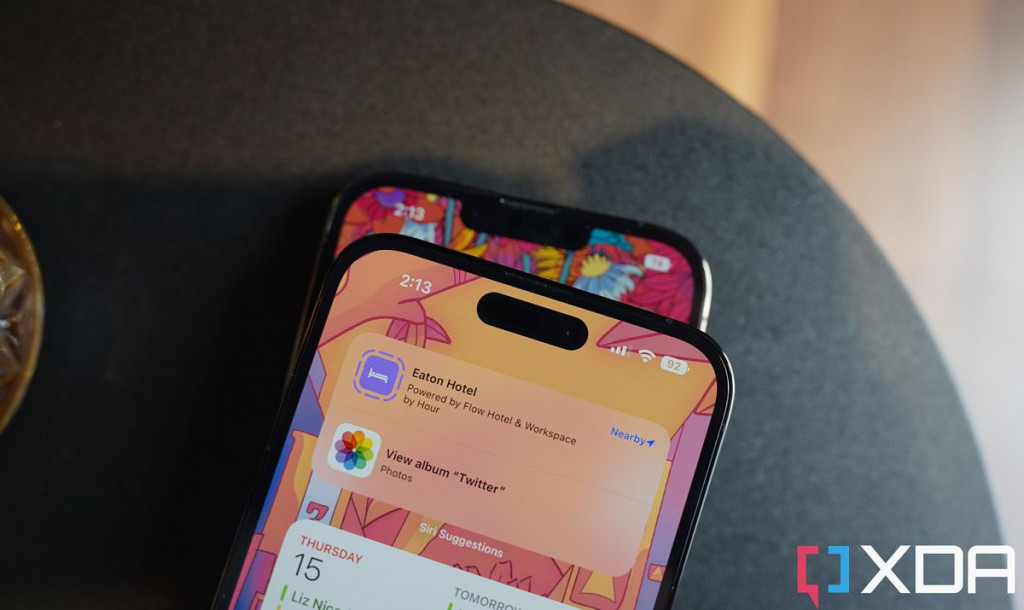 2:13
2:13
92
Eaton Hotel
Powered by Flow Hotel & Workspace
by Hour
Nearby
View album “Twitter”
Photos
Siri Suggestions
THURSDAY
15
TOMORROW
XDA